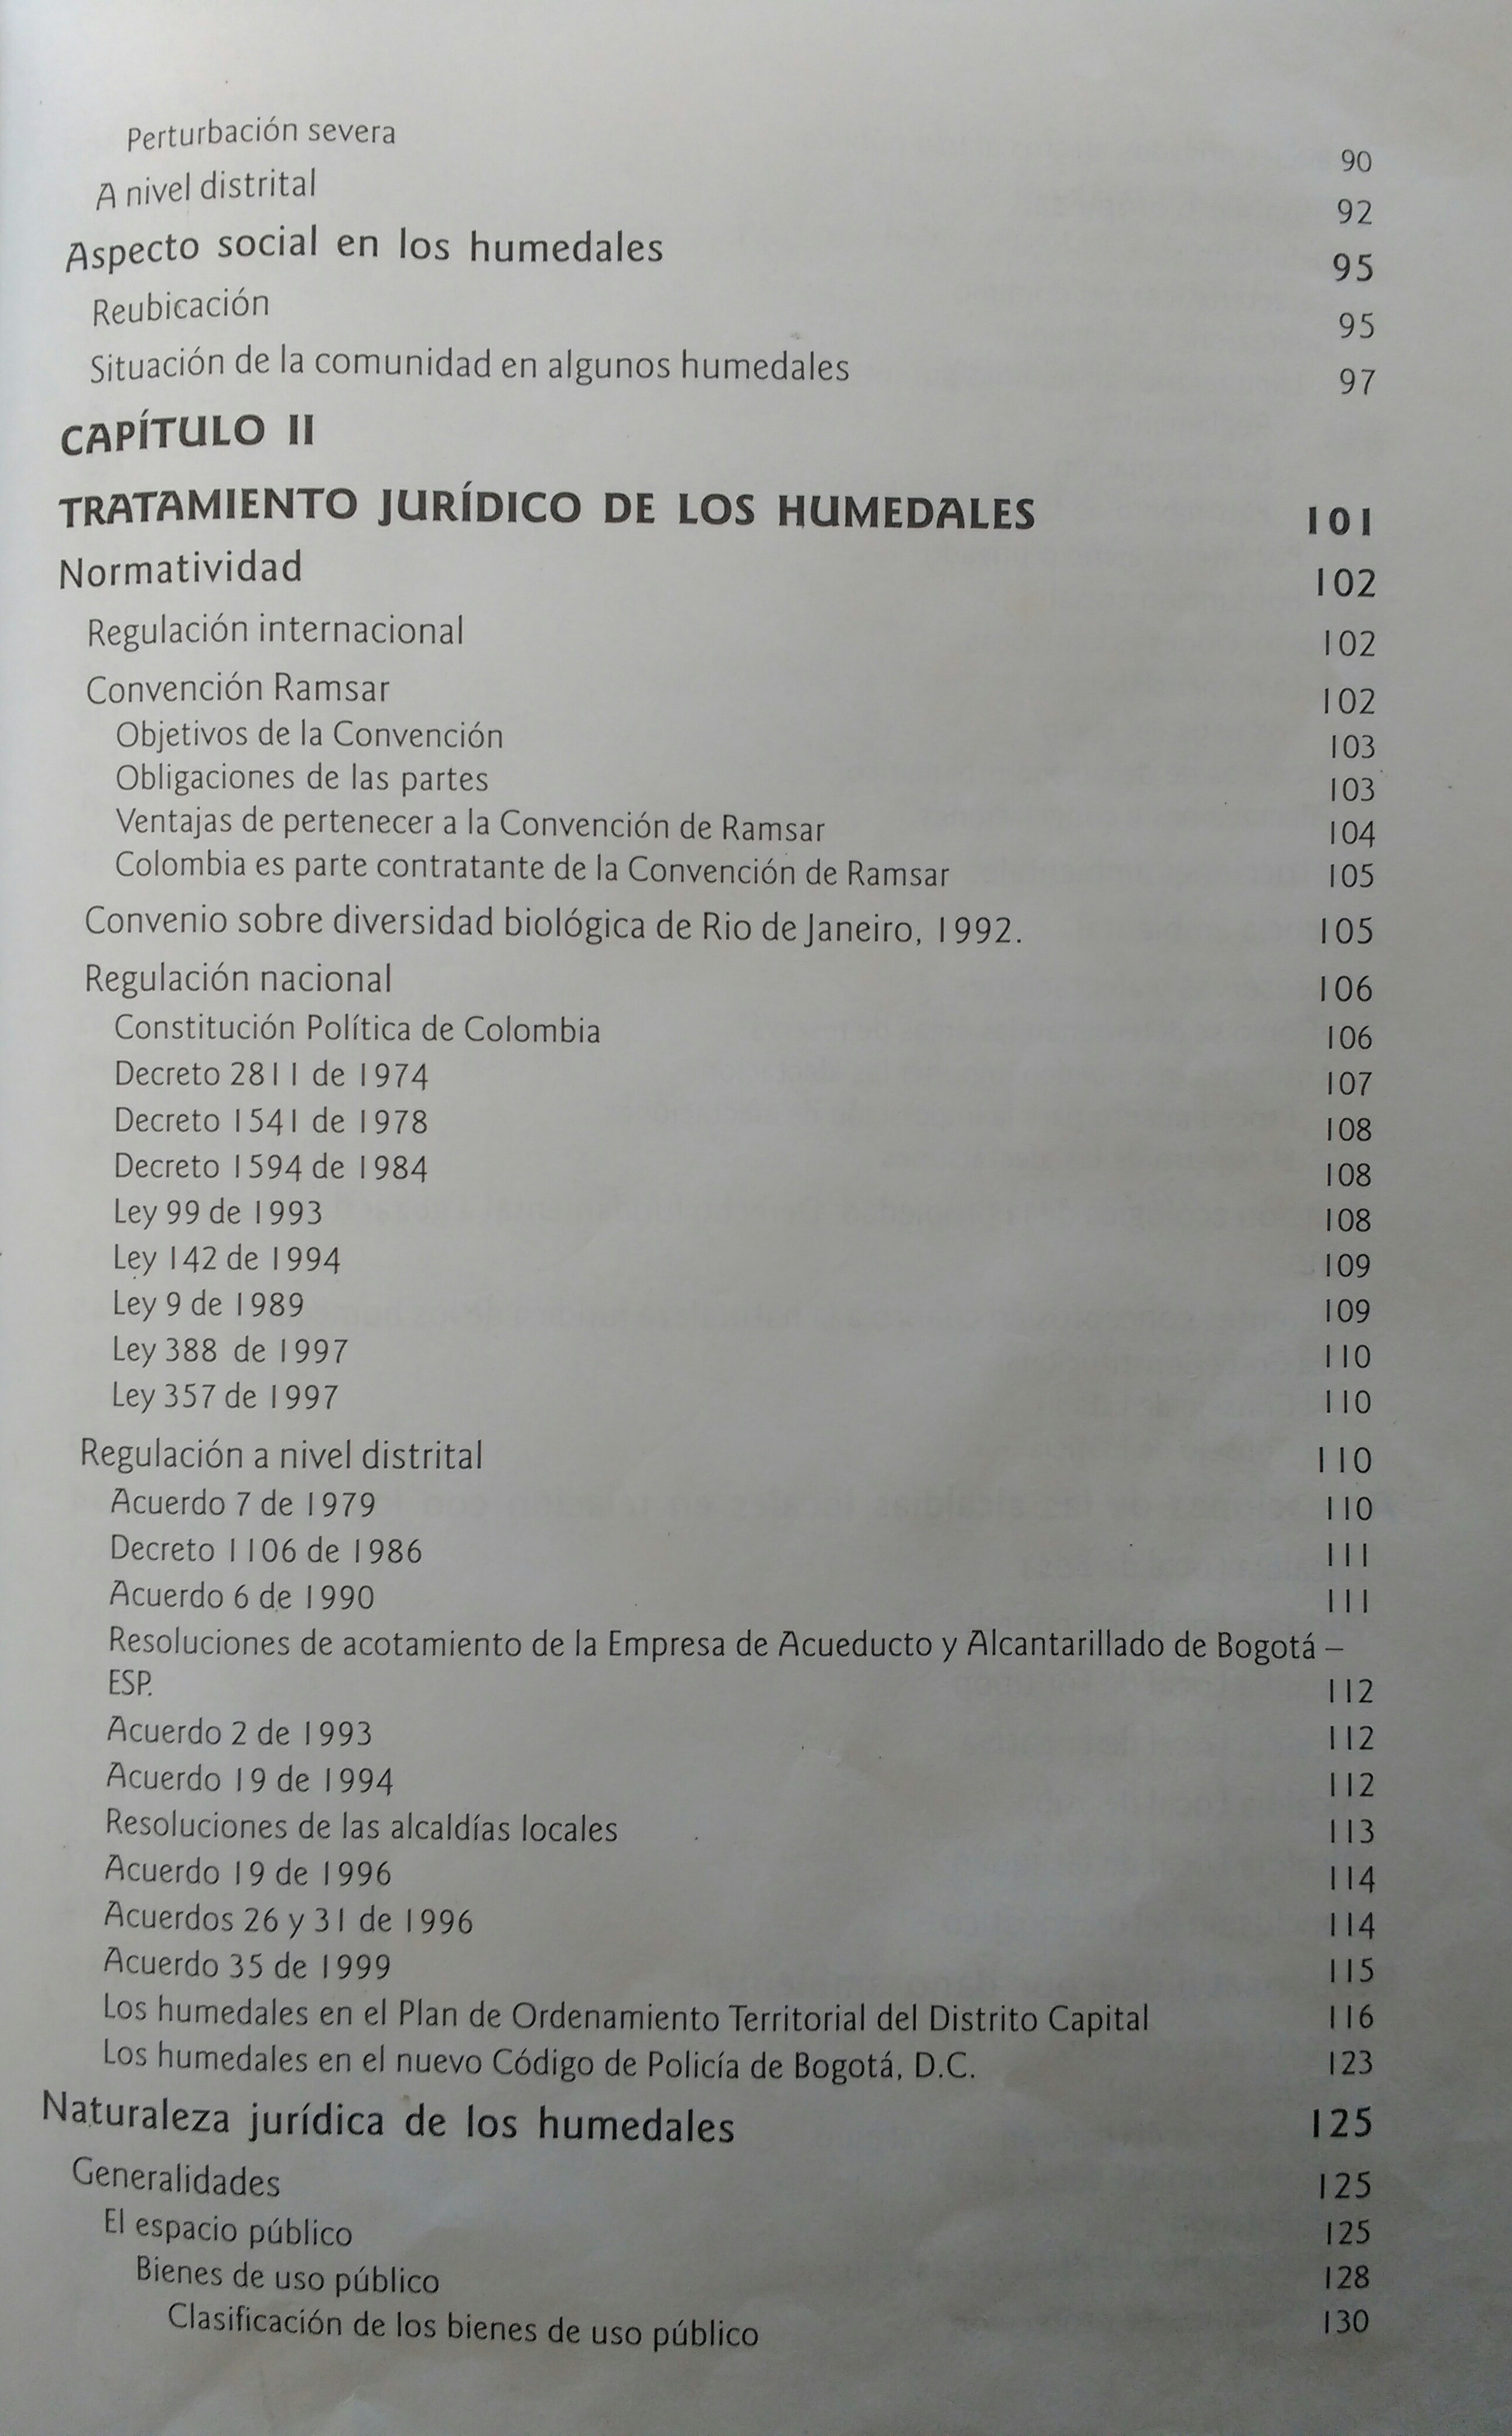 Perturbación severa 90
A nivel distrital 92
Aspecto social en los humedales 95
Reubicación 95
Situación de la comunidad en algunos humedales 97
CAPÍTULO II
TRATAMIENTO JURÍDICO DE LOS HUMEDALES 101
Normatividad 102
Regulación internacional 102
Convención Ramsar 102
Objetivos de la Convención 103
Obligaciones de las partes 103
Ventajas de pertenecer a la Convención de Ramsar 104
Colombia es parte contratante de la Convención de Ramsar 105
Convenio sobre diversidad biológica de Rio de Janeiro, 1992. 105
Regulación nacional 106
Constitución Política de Colombia 106
Decreto 2811 de 1974 107
Decreto 1541 de 1978 108
Decreto 1594 de 1984 108
Ley 99 de 1993 108
Ley 142 de 1994 109
Ley 9 de 1989 109
Ley 388 de 1997 110
Ley 357 de 1997 110
Regulación a nivel distrital 110
Acuerdo 7 de 1979 110
Decreto 1106 de 1986 111
Acuerdo 6 de 1990 111
Resoluciones de acotamiento de la Empresa de Acueducto y Alcantarillado de Bogotá –
ESP. 112
Acuerdo 2 de 1993 112
Acuerdo 19 de 1994 112
Resoluciones de las alcaldías locales 113
Acuerdo 19 de 1996 114
Acuerdos 26 y 31 de 1996 114
Acuerdo 35 de 1999 115
Los humedales en el Plan de Ordenamiento Territorial del Distrito Capital 116
Los humedales en el nuevo Código de Policía de Bogotá, D.C. 123
Naturaleza jurídica de los humedales 125
Generalidades 125
El espacio público 125
Bienes de uso público 128
Clasificación de los bienes de uso público 130